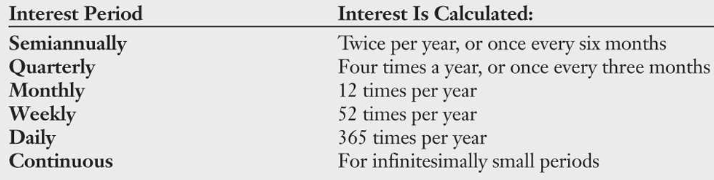 Interest Period Interest Is Calculated:
Semiannually Twice per year, or once every six months
Quarterly Four times a year, or once every three months
Monthly 12 times per year
Weekly 52 times per year
Daily 365 times per year
Continuous For infinitesimally small periods